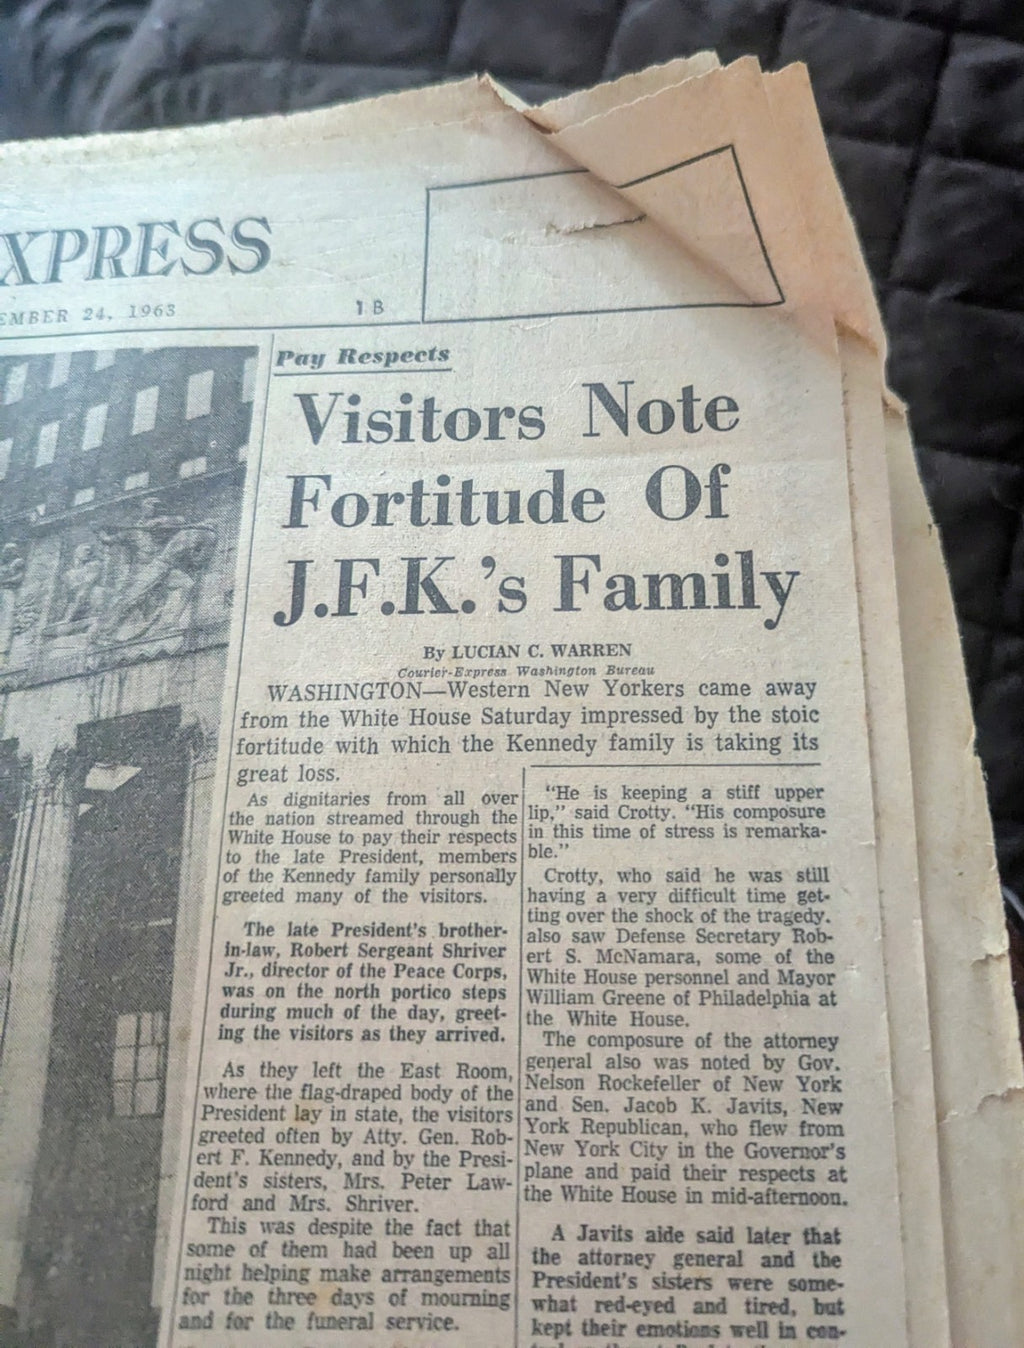 XPRESS
EMBER 24, 1963
1B
Pay Respects
Visitors Note
Fortitude Of
J.F.K.'s Family
By LUCIAN C. WARREN
Courier-Express Washington Bureau
WASHINGTON—Western New Yorkers came away
from the White House Saturday impressed by the stoic
fortitude with which the Kennedy family is taking its
great loss.
As dignitaries from all over
the nation streamed through the
White House to pay their respects
to the late President, members
of the Kennedy family personally
greeted many of the visitors.
The late President's brother-
in-law, Robert Sergeant Shriver
Jr., director of the Peace Corps,
was on the north portico steps
during much of the day, greet-
ing the visitors as they arrived.
As they left the East Room,
where the flag-draped body of the
President lay in state, the visitors
greeted often by Atty. Gen. Rob-
ert F. Kennedy, and by the Presi-
dent's sisters, Mrs. Peter Law-
ford and Mrs. Shriver.
This was despite the fact that
some of them had been up all
night helping make arrangements
for the three days of mourning
and for the funeral service.
"He is keeping a stiff upper
lip," said Crotty. "His composure
in this time of stress is remarka-
ble."
Crotty, who said he was still
having a very difficult time get-
ting over the shock of the tragedy.
also saw Defense Secretary Rob-
ert S. McNamara, some of the
White House personnel and Mayor
William Greene of Philadelphia at
the White House.
The composure of the attorney
general also was noted by Gov.
Nelson Rockefeller of New York
and Sen. Jacob K. Javits, New
York Republican, who flew from
New York City in the Governor's
plane and paid their respects at
the White House in mid-afternoon.
A Javits aide said later that
the attorney general and the
President's sisters were some-
what red-eyed and tired, but
kept their emotions well in con-